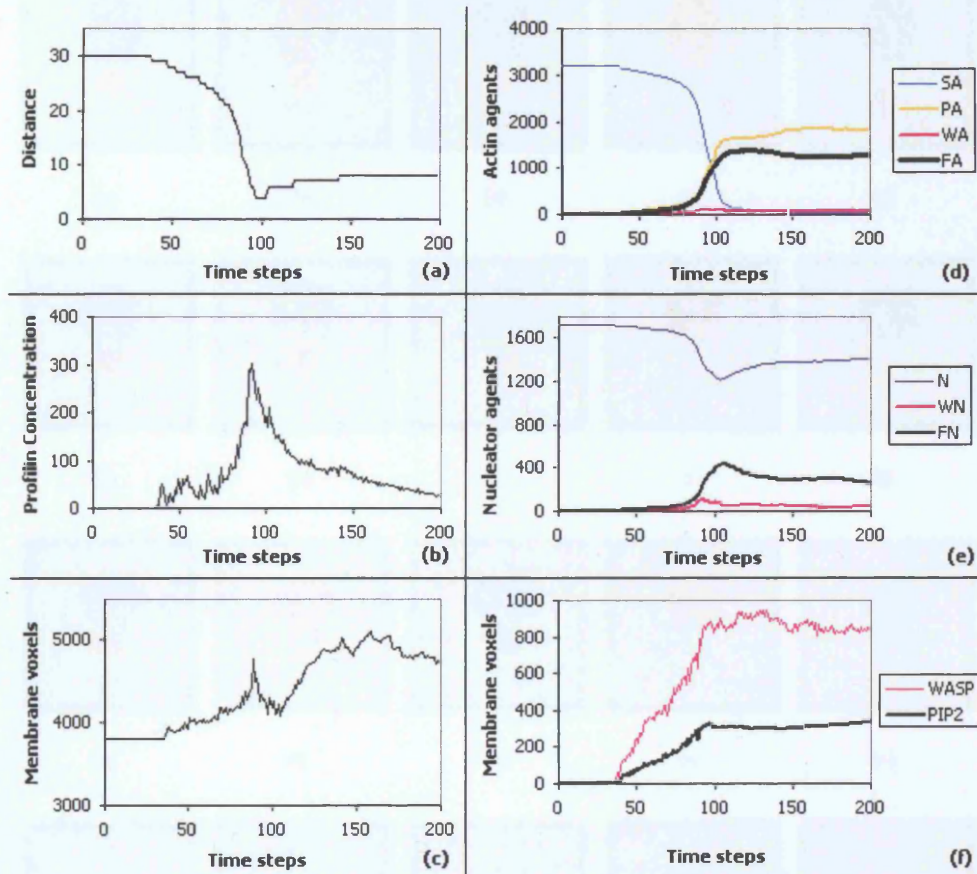 Distance
30
20
10
0
0 50 100 150 200
Time steps
(a)
Actin agents
4000
3000
2000
1000
0
0 50 100 150 200
Time steps
(d)
SA
PA
WA
FA
Profilin Concentration
400
300
200
100
0
0 50 100 150 200
Time steps
(b)
Nucleator agents
1600
1200
800
400
0
0 50 100 150 200
Time steps
(e)
N
WN
FN
Membrane voxels
5000
4000
3000
0 50 100 150 200
Time steps
(c)
Membrane voxels
1000
800
600
400
200
0
0 50 100 150 200
Time steps
(f)
WASP
PIP2